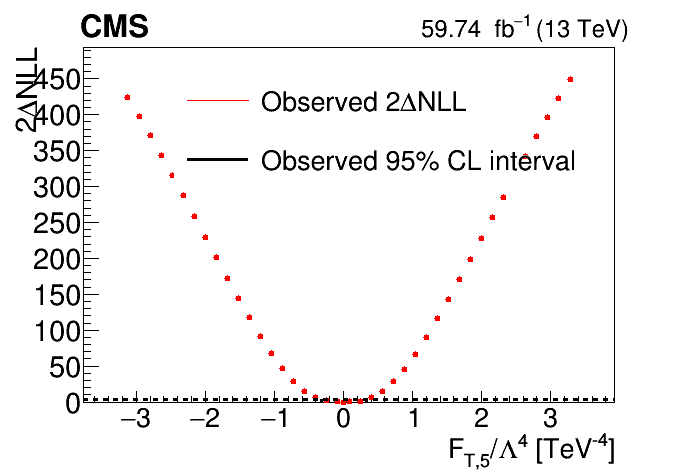 CMS
59.74 fb⁻¹ (13 TeV)
2ΔNLL
450
400
350
300
250
200
150
100
50
0
Observed 2ΔNLL
Observed 95% CL interval
−3 −2 −1 0 1 2 3
F_T,5/Λ⁴ [TeV⁻⁴]